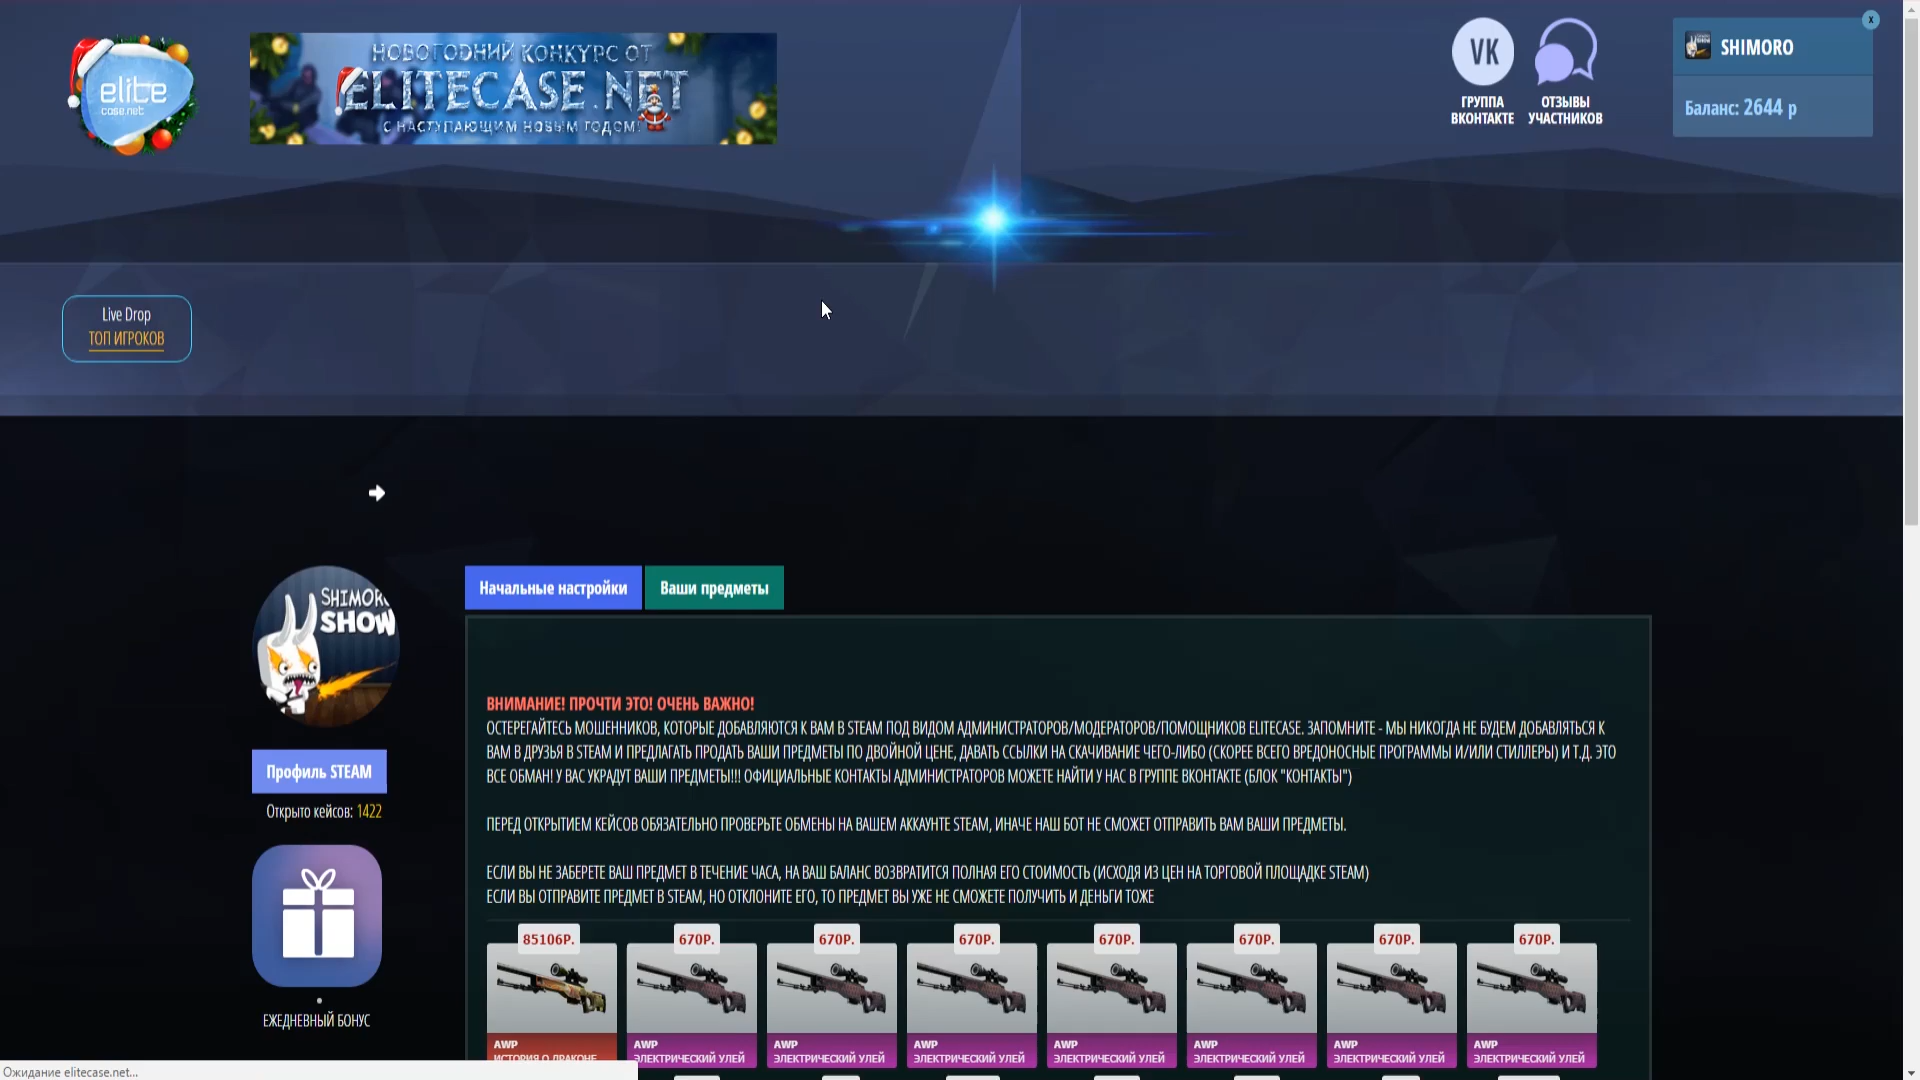 elite
case.net
НОВОГОДНИЙ КОНКУРС ОТ
ELITECASE.NET
С НАСТУПАЮЩИМ НОВЫМ ГОДОМ!
VK
ГРУППА
ВКОНТАКТЕ
ОТЗЫВЫ
УЧАСТНИКОВ
x
SHIMORO
Баланс: 2644 р
Live Drop
ТОП ИГРОКОВ
SHIMORO
SHOW
Профиль STEAM
Открыто кейсов: 1422
ЕЖЕДНЕВНЫЙ БОНУС
Начальные настройки
Ваши предметы
ВНИМАНИЕ! ПРОЧТИ ЭТО! ОЧЕНЬ ВАЖНО!
ОСТЕРЕГАЙТЕСЬ МОШЕННИКОВ, КОТОРЫЕ ДОБАВЛЯЮТСЯ К ВАМ В STEAM ПОД ВИДОМ АДМИНИСТРАТОРОВ/МОДЕРАТОРОВ/ПОМОЩНИКОВ ELITECASE. ЗАПОМНИТЕ - МЫ НИКОГДА НЕ БУДЕМ ДОБАВЛЯТЬСЯ К
ВАМ В ДРУЗЬЯ В STEAM И ПРЕДЛАГАТЬ ПРОДАТЬ ВАШИ ПРЕДМЕТЫ ПО ДВОЙНОЙ ЦЕНЕ, ДАВАТЬ ССЫЛКИ НА СКАЧИВАНИЕ ЧЕГО-ЛИБО (СКОРЕЕ ВСЕГО ВРЕДОНОСНЫЕ ПРОГРАММЫ И/ИЛИ СТИЛЛЕРЫ) И Т.Д. ЭТО
ВСЕ ОБМАН! У ВАС УКРАДУТ ВАШИ ПРЕДМЕТЫ!!! ОФИЦИАЛЬНЫЕ КОНТАКТЫ АДМИНИСТРАТОРОВ МОЖЕТЕ НАЙТИ У НАС В ГРУППЕ ВКОНТАКТЕ (БЛОК "КОНТАКТЫ")
ПЕРЕД ОТКРЫТИЕМ КЕЙСОВ ОБЯЗАТЕЛЬНО ПРОВЕРЬТЕ ОБМЕНЫ НА ВАШЕМ АККАУНТЕ STEAM, ИНАЧЕ НАШ БОТ НЕ СМОЖЕТ ОТПРАВИТЬ ВАМ ВАШИ ПРЕДМЕТЫ.
ЕСЛИ ВЫ НЕ ЗАБЕРЕТЕ ВАШ ПРЕДМЕТ В ТЕЧЕНИЕ ЧАСА, НА ВАШ БАЛАНС ВОЗВРАТИТСЯ ПОЛНАЯ ЕГО СТОИМОСТЬ (ИСХОДЯ ИЗ ЦЕН НА ТОРГОВОЙ ПЛОЩАДКЕ STEAM)
ЕСЛИ ВЫ ОТПРАВИТЕ ПРЕДМЕТ В STEAM, НО ОТКЛОНИТЕ ЕГО, ТО ПРЕДМЕТ ВЫ УЖЕ НЕ СМОЖЕТЕ ПОЛУЧИТЬ И ДЕНЬГИ ТОЖЕ
85106Р. 670Р. 670Р. 670Р. 670Р. 670Р. 670Р. 670Р.
AWP AWP AWP AWP AWP AWP AWP AWP
ИСТОРИЯ О ДРАКОНЕ ЭЛЕКТРИЧЕСКИЙ УЛЕЙ ЭЛЕКТРИЧЕСКИЙ УЛЕЙ ЭЛЕКТРИЧЕСКИЙ УЛЕЙ ЭЛЕКТРИЧЕСКИЙ УЛЕЙ ЭЛЕКТРИЧЕСКИЙ УЛЕЙ ЭЛЕКТРИЧЕСКИЙ УЛЕЙ ЭЛЕКТРИЧЕСКИЙ УЛЕЙ
Ожидание elitecase.net...